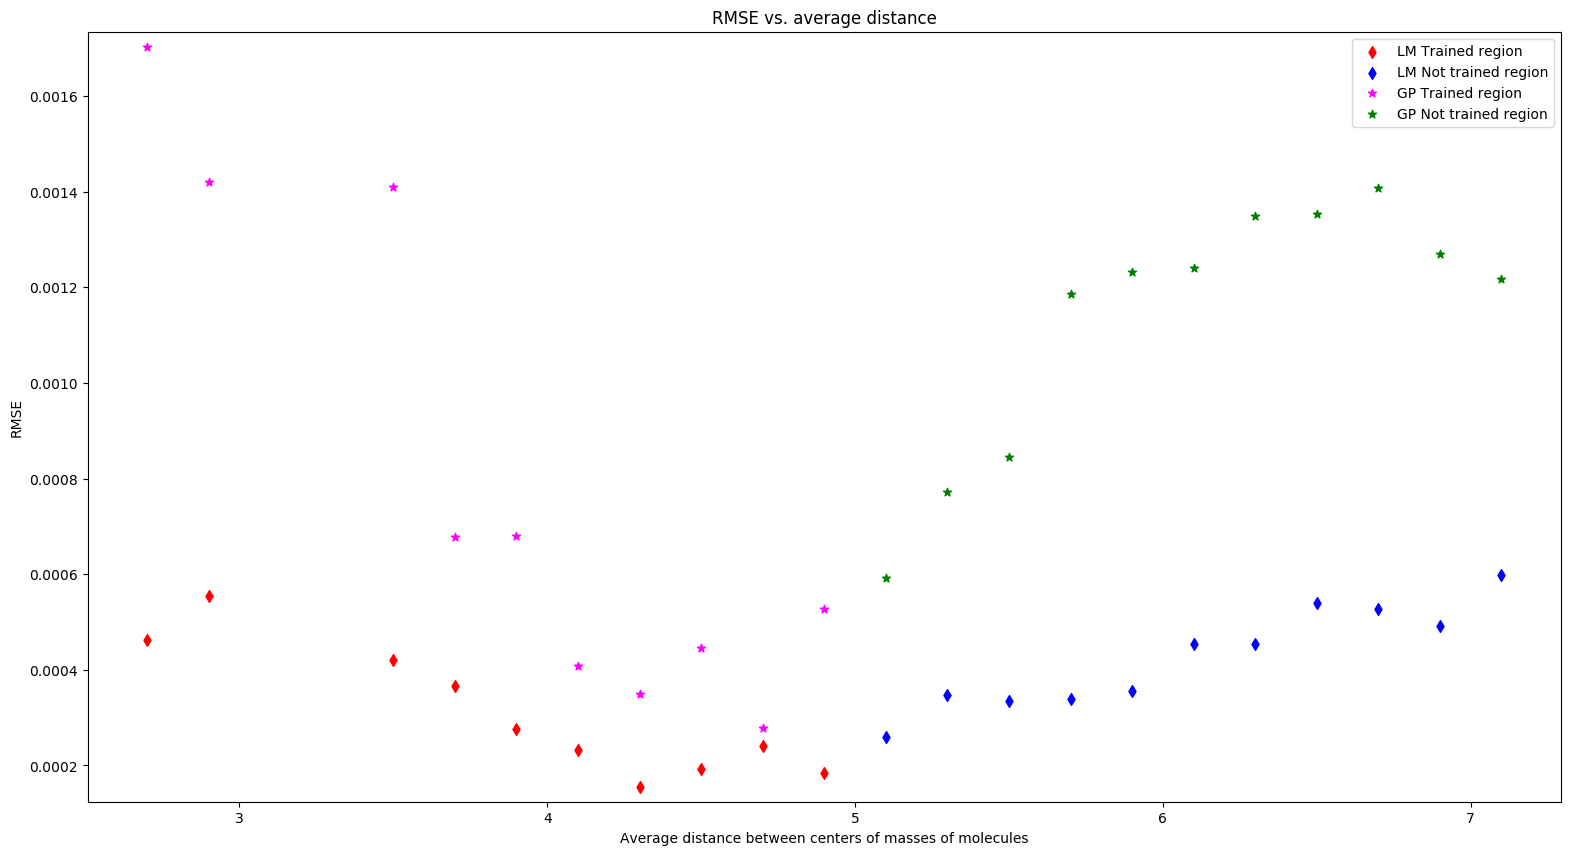 RMSE vs. average distance
LM Trained region
LM Not trained region
GP Trained region
GP Not trained region
RMSE
0.0016
0.0014
0.0012
0.0010
0.0008
0.0006
0.0004
0.0002
3 4 5 6 7
Average distance between centers of masses of molecules